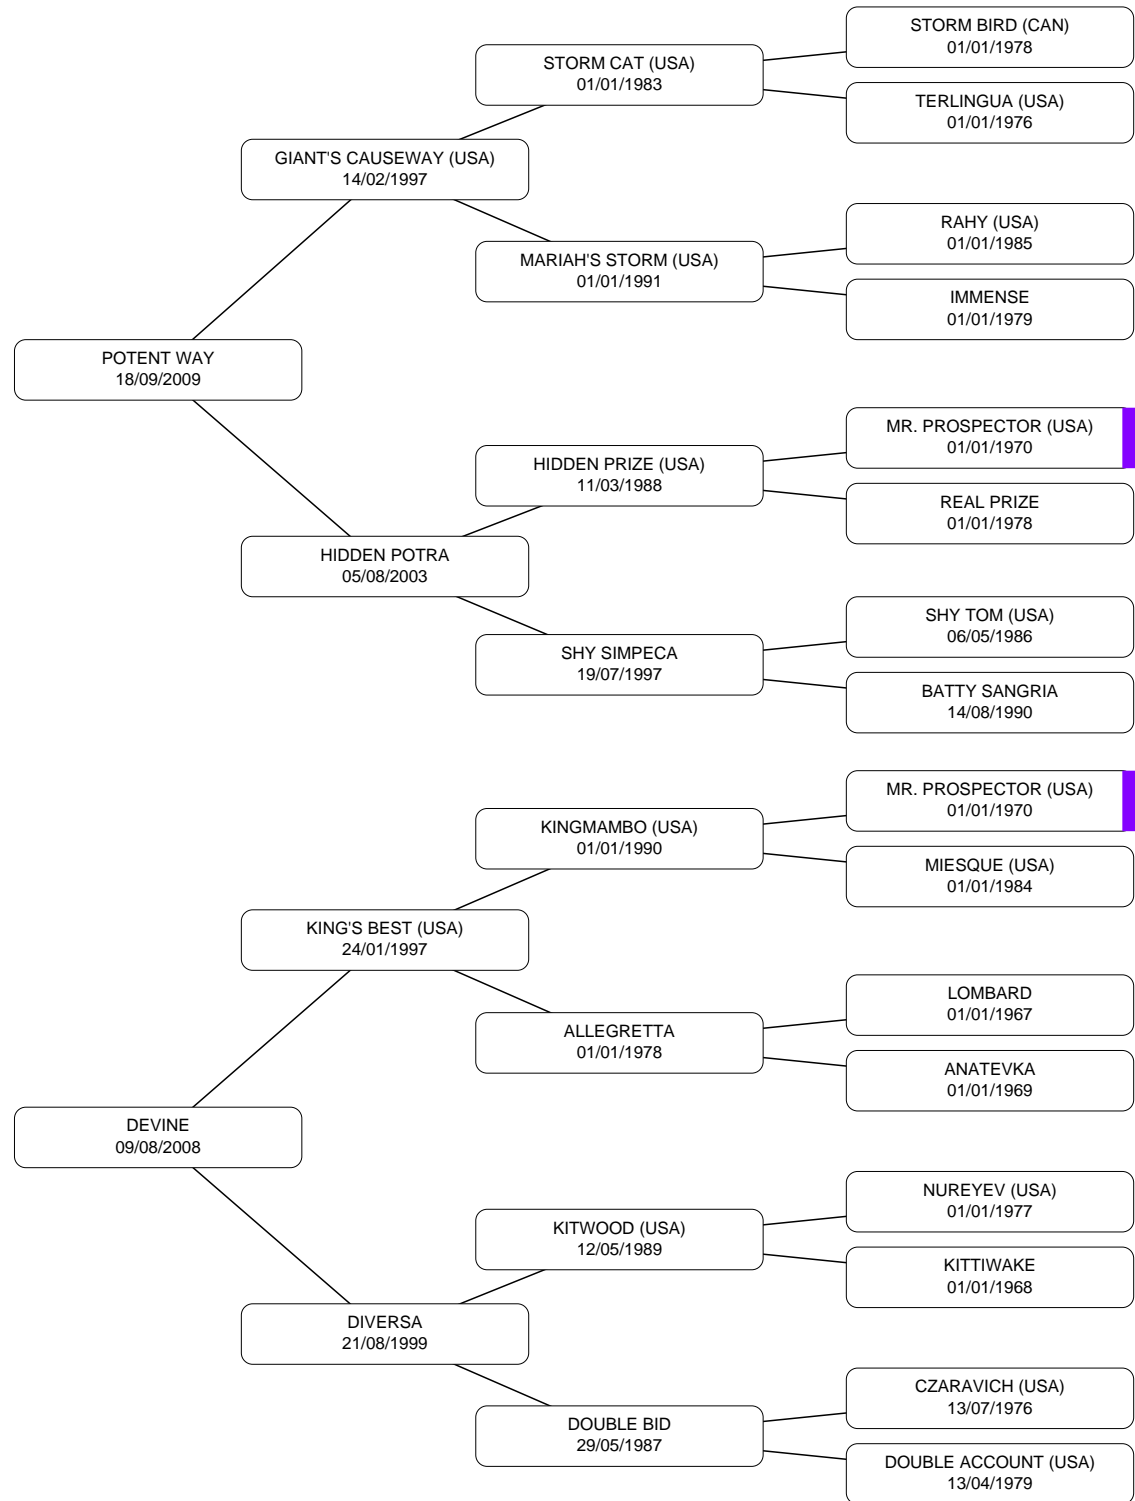 STORM BIRD (CAN)
01/01/1978
STORM CAT (USA)
01/01/1983
TERLINGUA (USA)
01/01/1976
GIANT'S CAUSEWAY (USA)
14/02/1997
RAHY (USA)
01/01/1985
MARIAH'S STORM (USA)
01/01/1991
IMMENSE
01/01/1979
POTENT WAY
18/09/2009
MR. PROSPECTOR (USA)
01/01/1970
HIDDEN PRIZE (USA)
11/03/1988
REAL PRIZE
01/01/1978
HIDDEN POTRA
05/08/2003
SHY TOM (USA)
06/05/1986
SHY SIMPECA
19/07/1997
BATTY SANGRIA
14/08/1990
MR. PROSPECTOR (USA)
01/01/1970
KINGMAMBO (USA)
01/01/1990
MIESQUE (USA)
01/01/1984
KING'S BEST (USA)
24/01/1997
LOMBARD
01/01/1967
ALLEGRETTA
01/01/1978
ANATEVKA
01/01/1969
DEVINE
09/08/2008
NUREYEV (USA)
01/01/1977
KITWOOD (USA)
12/05/1989
KITTIWAKE
01/01/1968
DIVERSA
21/08/1999
CZARAVICH (USA)
13/07/1976
DOUBLE BID
29/05/1987
DOUBLE ACCOUNT (USA)
13/04/1979